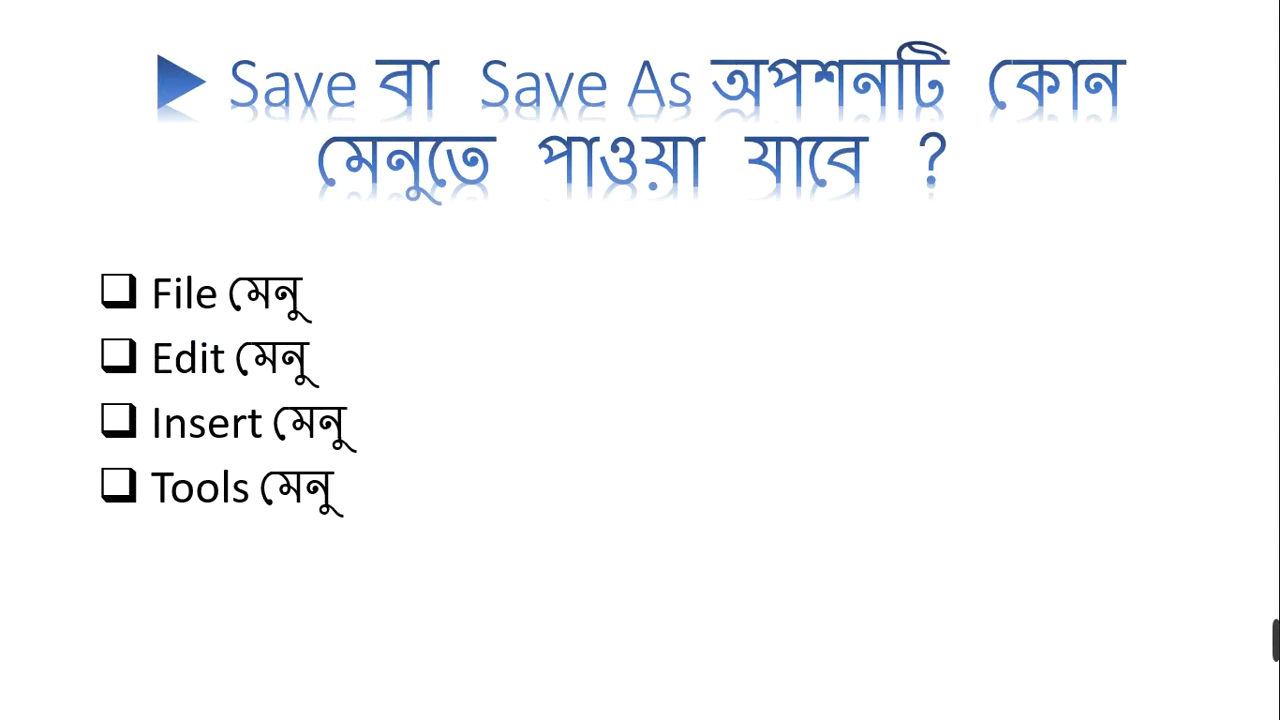 Save বা Save As অপশনটি কোন
মেনুতে পাওয়া যাবে ?
File মেনু
Edit মেনু
Insert মেনু
Tools মেনু